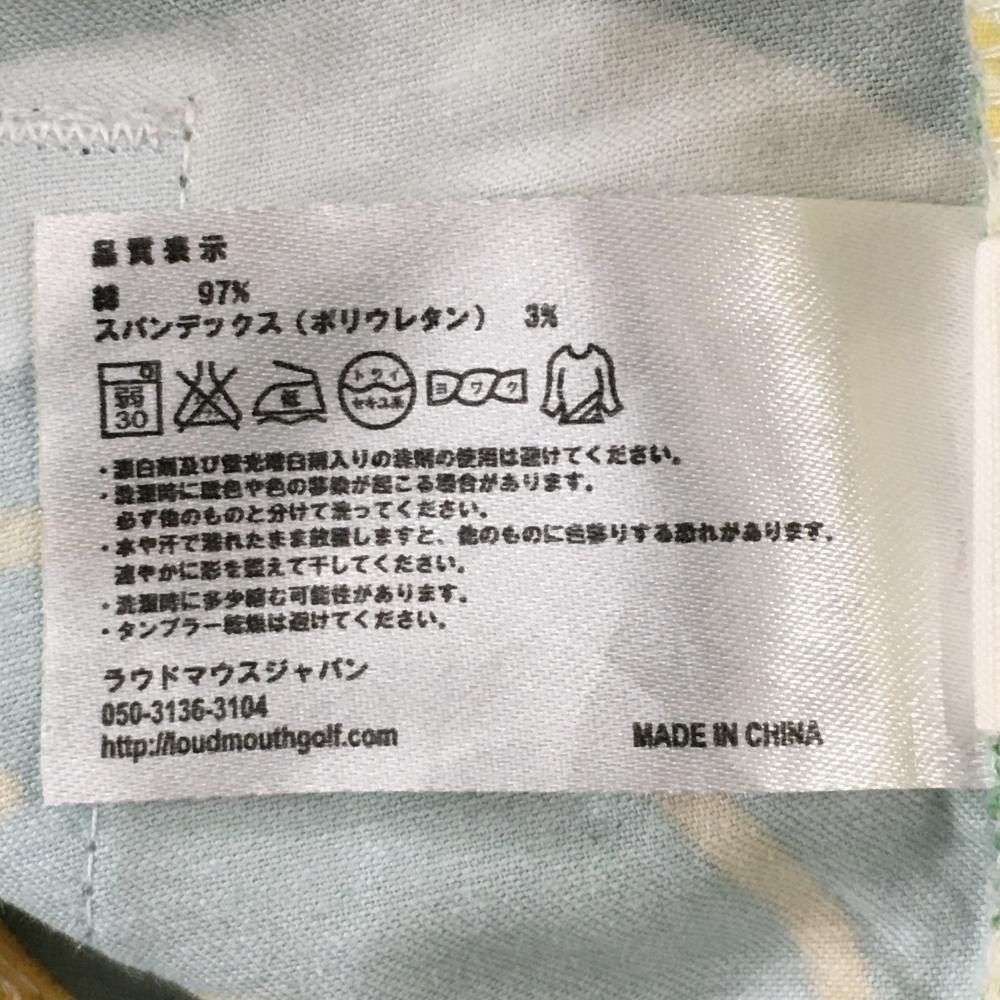 品質表示
綿 97%
スパンデックス（ポリウレタン） 3%
弱 30 低 ドライ セキユ系 ヨワク
・漂白剤及び蛍光増白剤入りの洗剤の使用は避けてください。
・洗濯時に脱色や色の移染が起こる場合があります。
必ず他のものと分けて洗ってください。
・水や汗で濡れたまま放置しますと、他のものに色移りする恐れがあります。
速やかに形を整えて干してください。
・洗濯時に多少縮む可能性があります。
・タンブラー乾燥は避けてください。
ラウドマウスジャパン
050-3136-3104
http://loudmouthgolf.com
MADE IN CHINA